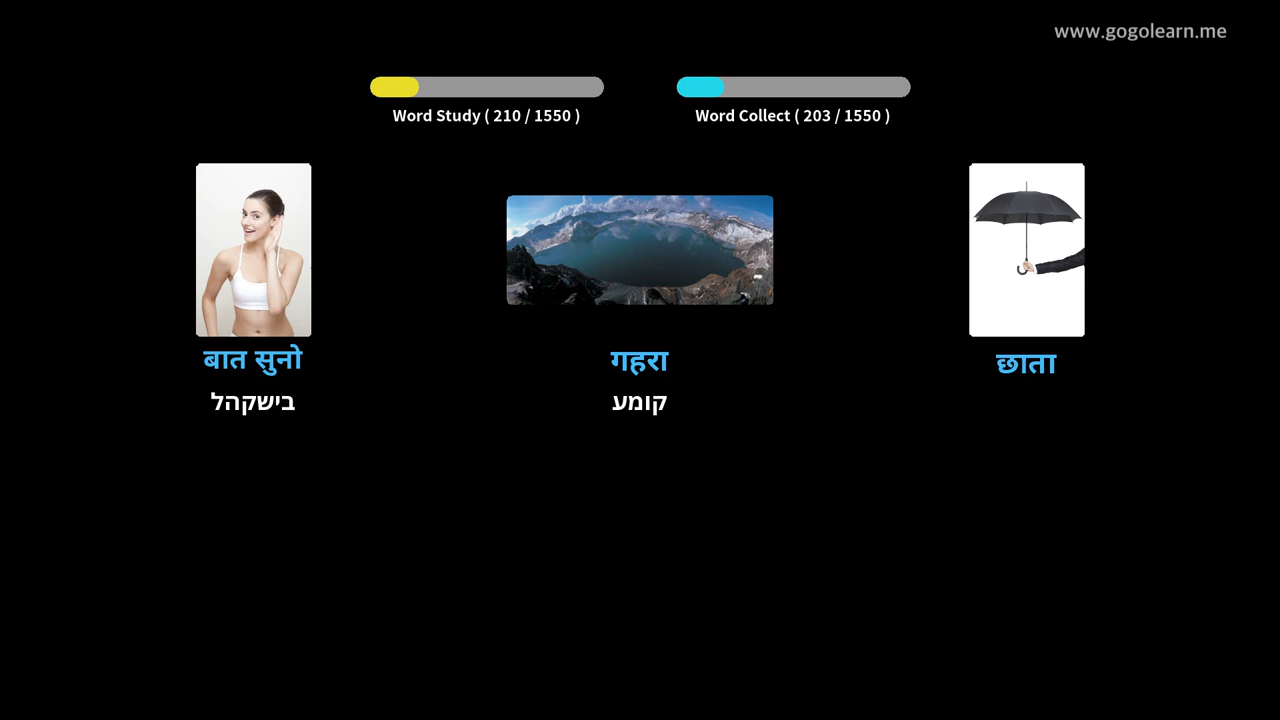 www.gogolearn.me
Word Study ( 210 / 1550 )
Word Collect ( 203 / 1550 )
बात सुनो
गहरा
छाता
בישקהל
קומע